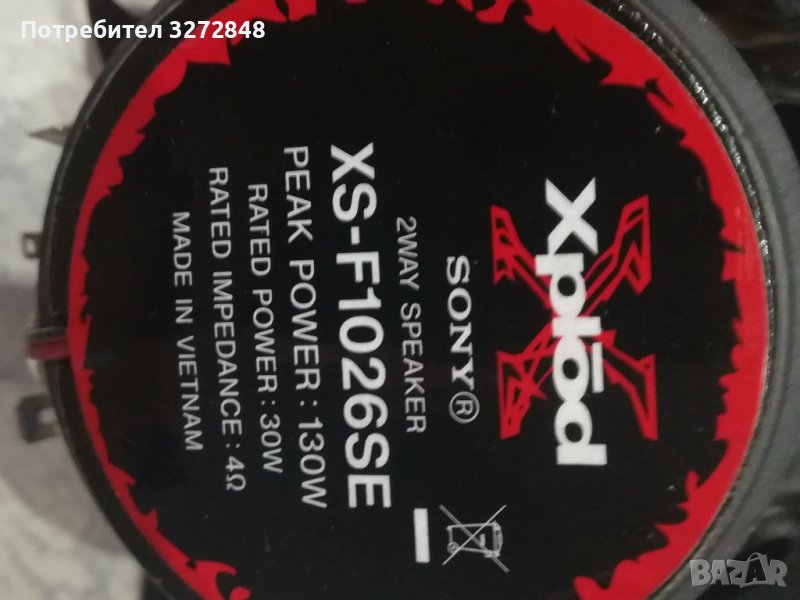 Потребител 3272848
Xplōd
SONY®
2WAY SPEAKER
XS-F1026SE
PEAK POWER : 130W
RATED POWER : 30W
RATED IMPEDANCE : 4Ω
MADE IN VIETNAM
BAZAR